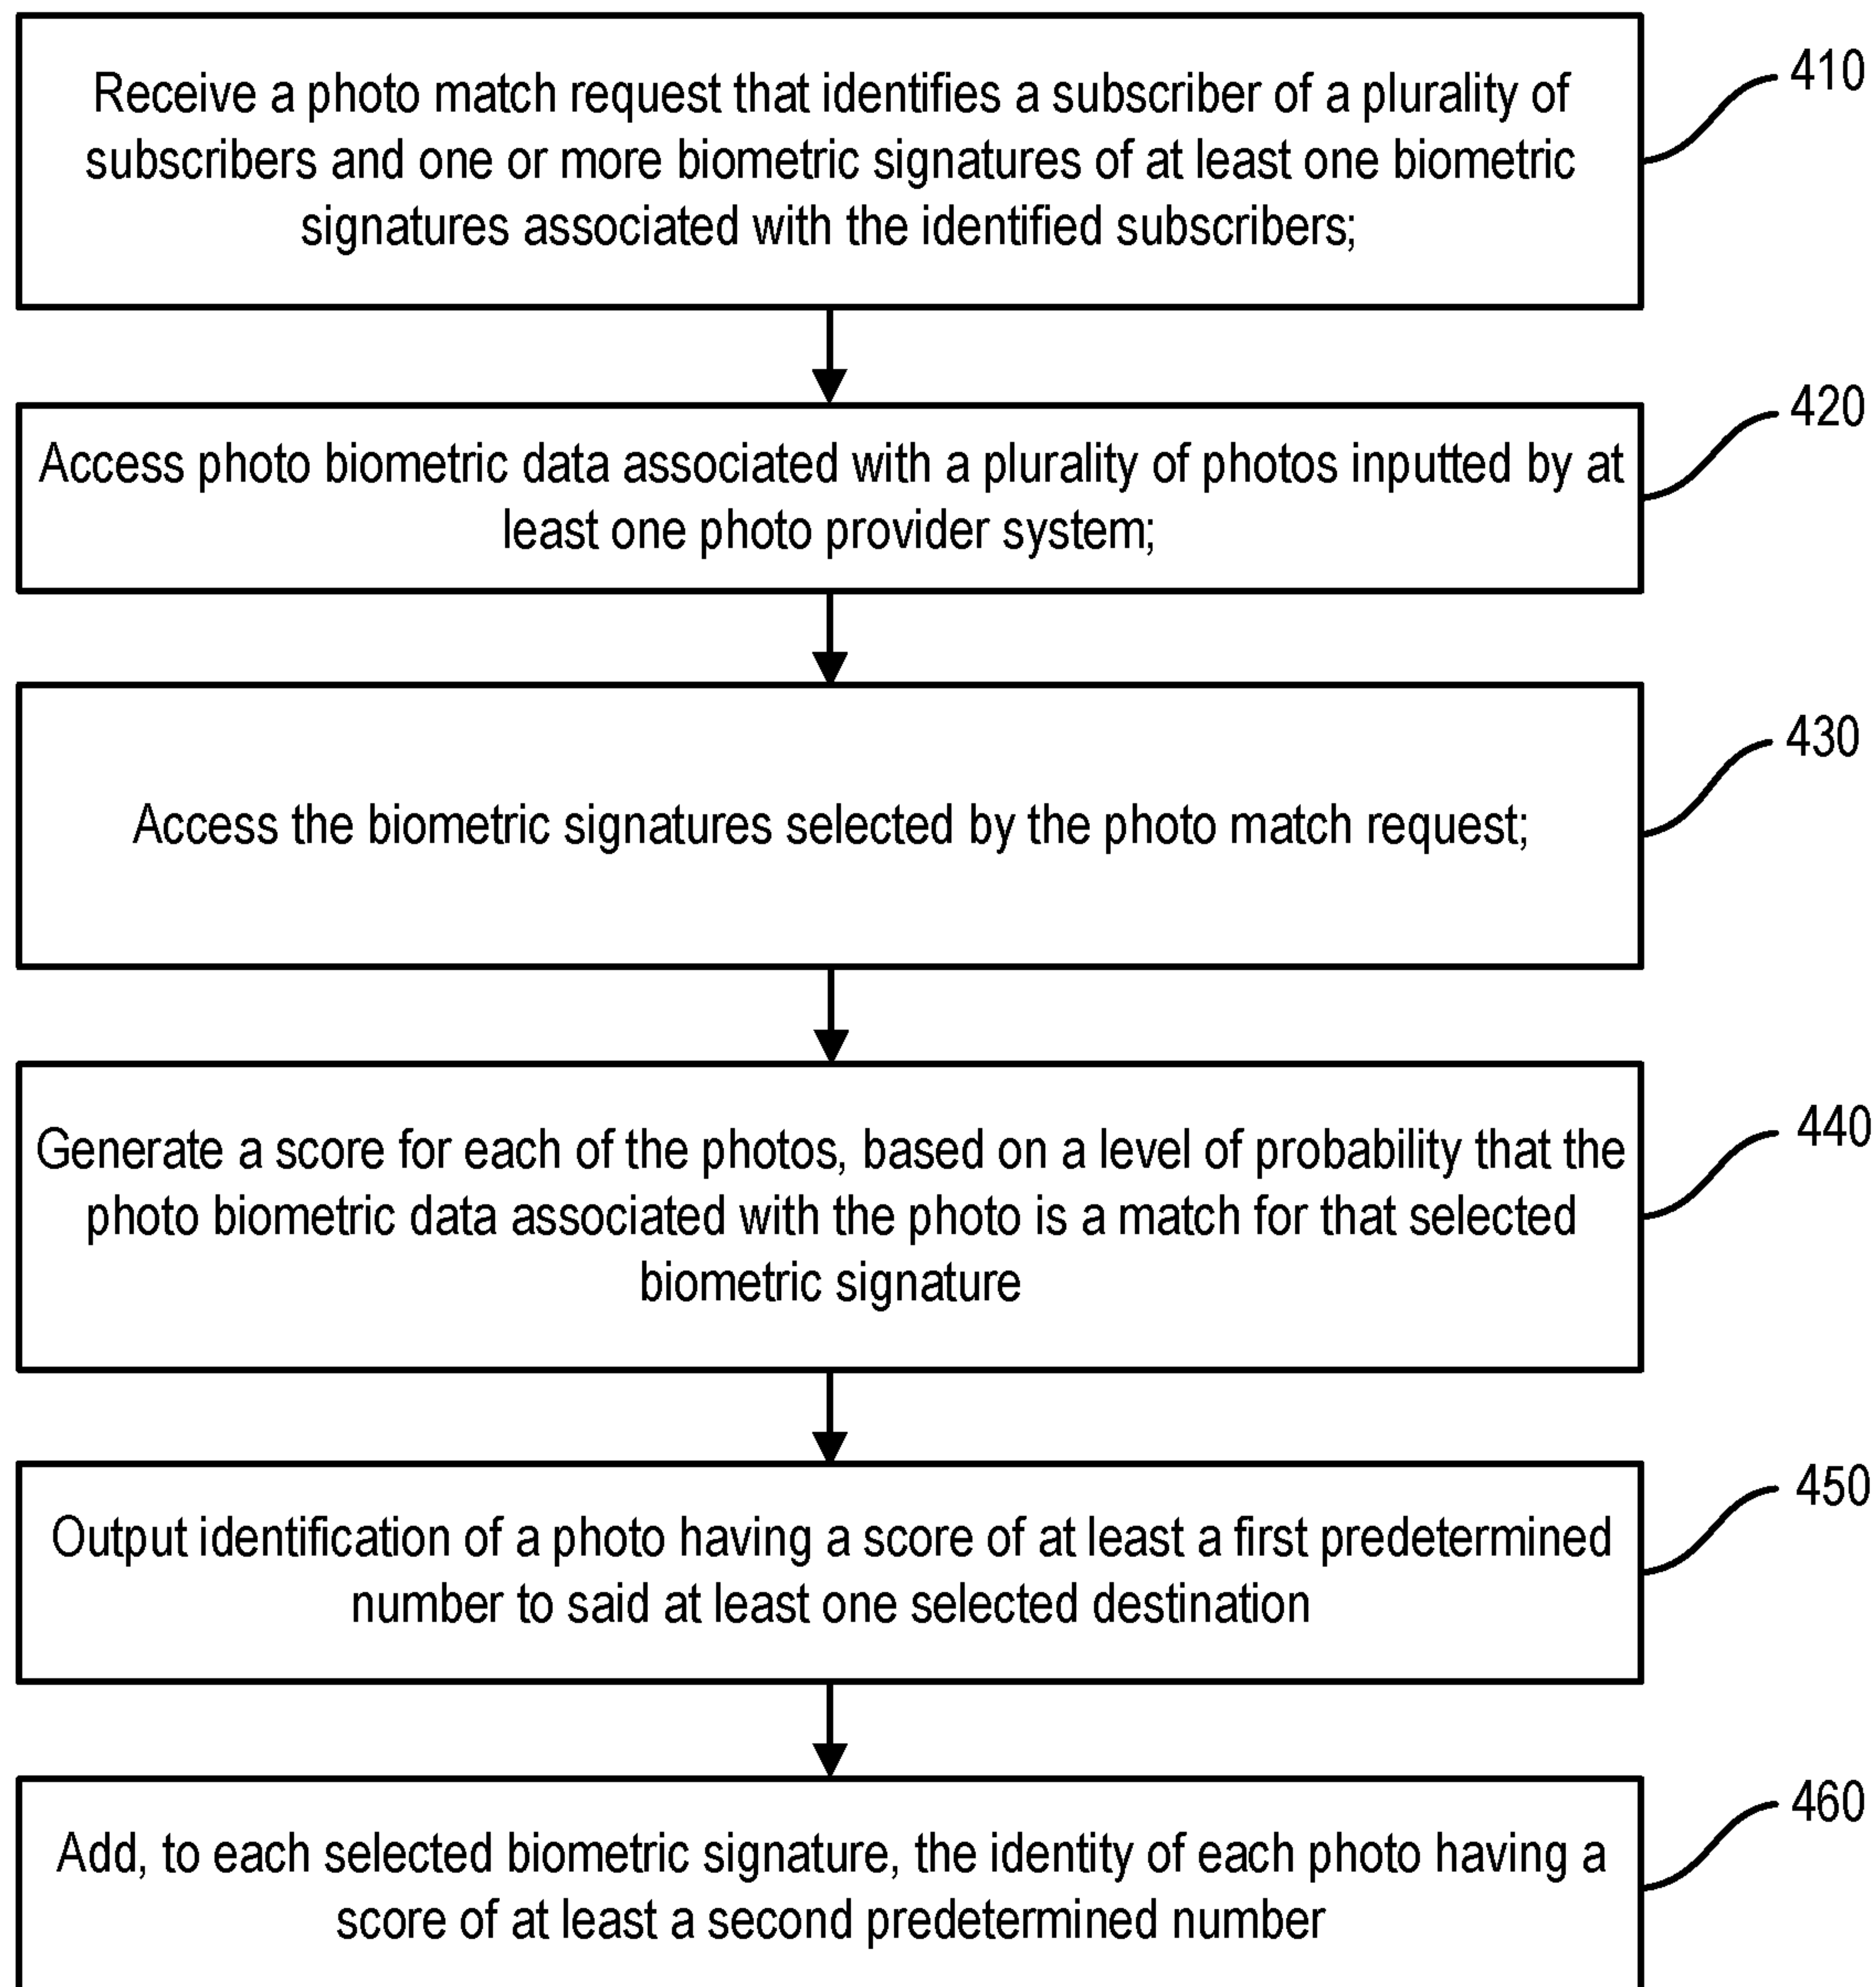 Receive a photo match request that identifies a subscriber of a plurality of
subscribers and one or more biometric signatures of at least one biometric
signatures associated with the identified subscribers;
410
Access photo biometric data associated with a plurality of photos inputted by at
least one photo provider system;
420
Access the biometric signatures selected by the photo match request;
430
Generate a score for each of the photos, based on a level of probability that the
photo biometric data associated with the photo is a match for that selected
biometric signature
440
Output identification of a photo having a score of at least a first predetermined
number to said at least one selected destination
450
Add, to each selected biometric signature, the identity of each photo having a
score of at least a second predetermined number
460